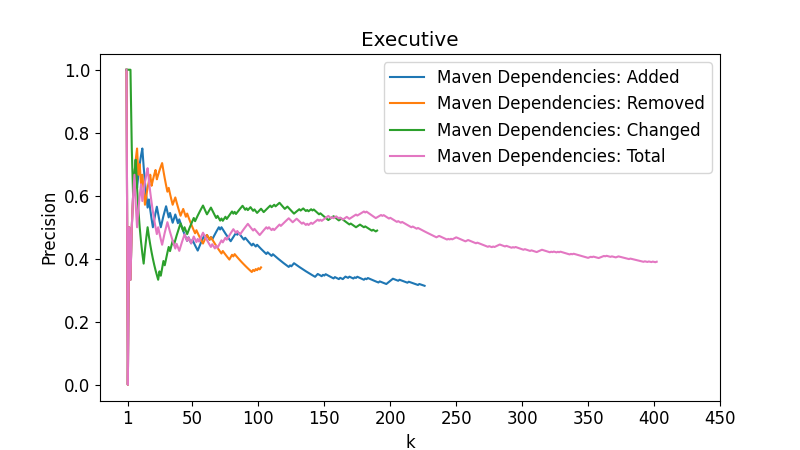 Executive
Maven Dependencies: Added
Maven Dependencies: Removed
Maven Dependencies: Changed
Maven Dependencies: Total
Precision
1.0
0.8
0.6
0.4
0.2
0.0
1 50 100 150 200 250 300 350 400 450
k